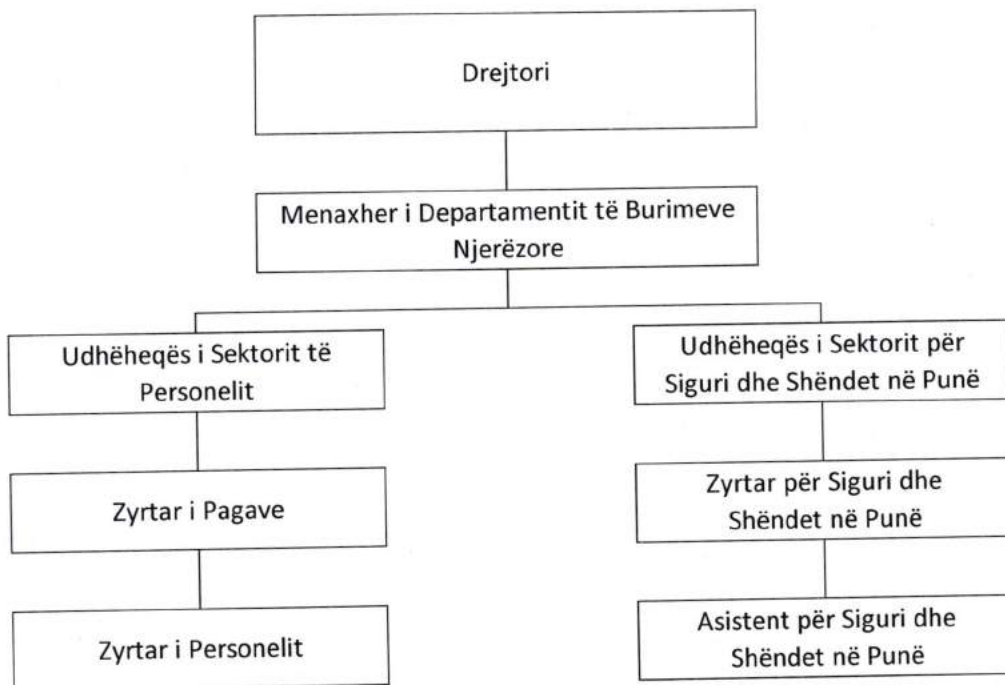 Drejtori
Menaxher i Departamentit të Burimeve
Njerëzore
Udhëheqës i Sektorit të
Personelit
Udhëheqës i Sektorit për
Siguri dhe Shëndet në Punë
Zyrtar i Pagave
Zyrtar për Siguri dhe
Shëndet në Punë
Zyrtar i Personelit
Asistent për Siguri dhe
Shëndet në Punë